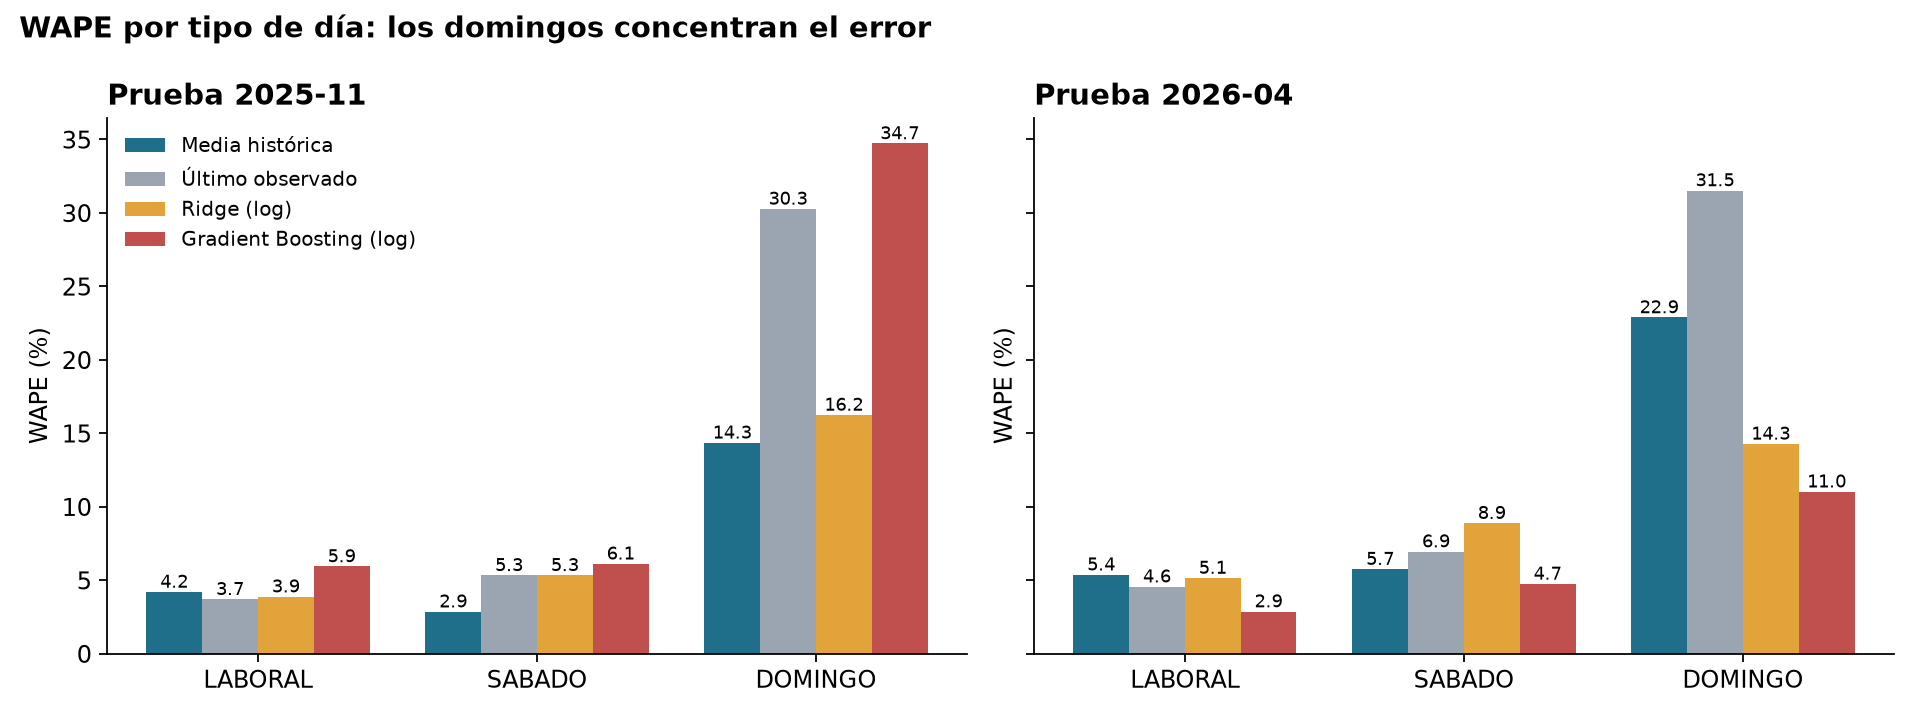 WAPE por tipo de día: los domingos concentran el error
Prueba 2025-11
Media histórica
Último observado
Ridge (log)
Gradient Boosting (log)
WAPE (%)
35
30
25
20
15
10
5
0
4.2
3.7
3.9
5.9
2.9
5.3
5.3
6.1
14.3
30.3
16.2
34.7
LABORAL
SABADO
DOMINGO
Prueba 2026-04
WAPE (%)
5.4
4.6
5.1
2.9
5.7
6.9
8.9
4.7
22.9
31.5
14.3
11.0
LABORAL
SABADO
DOMINGO